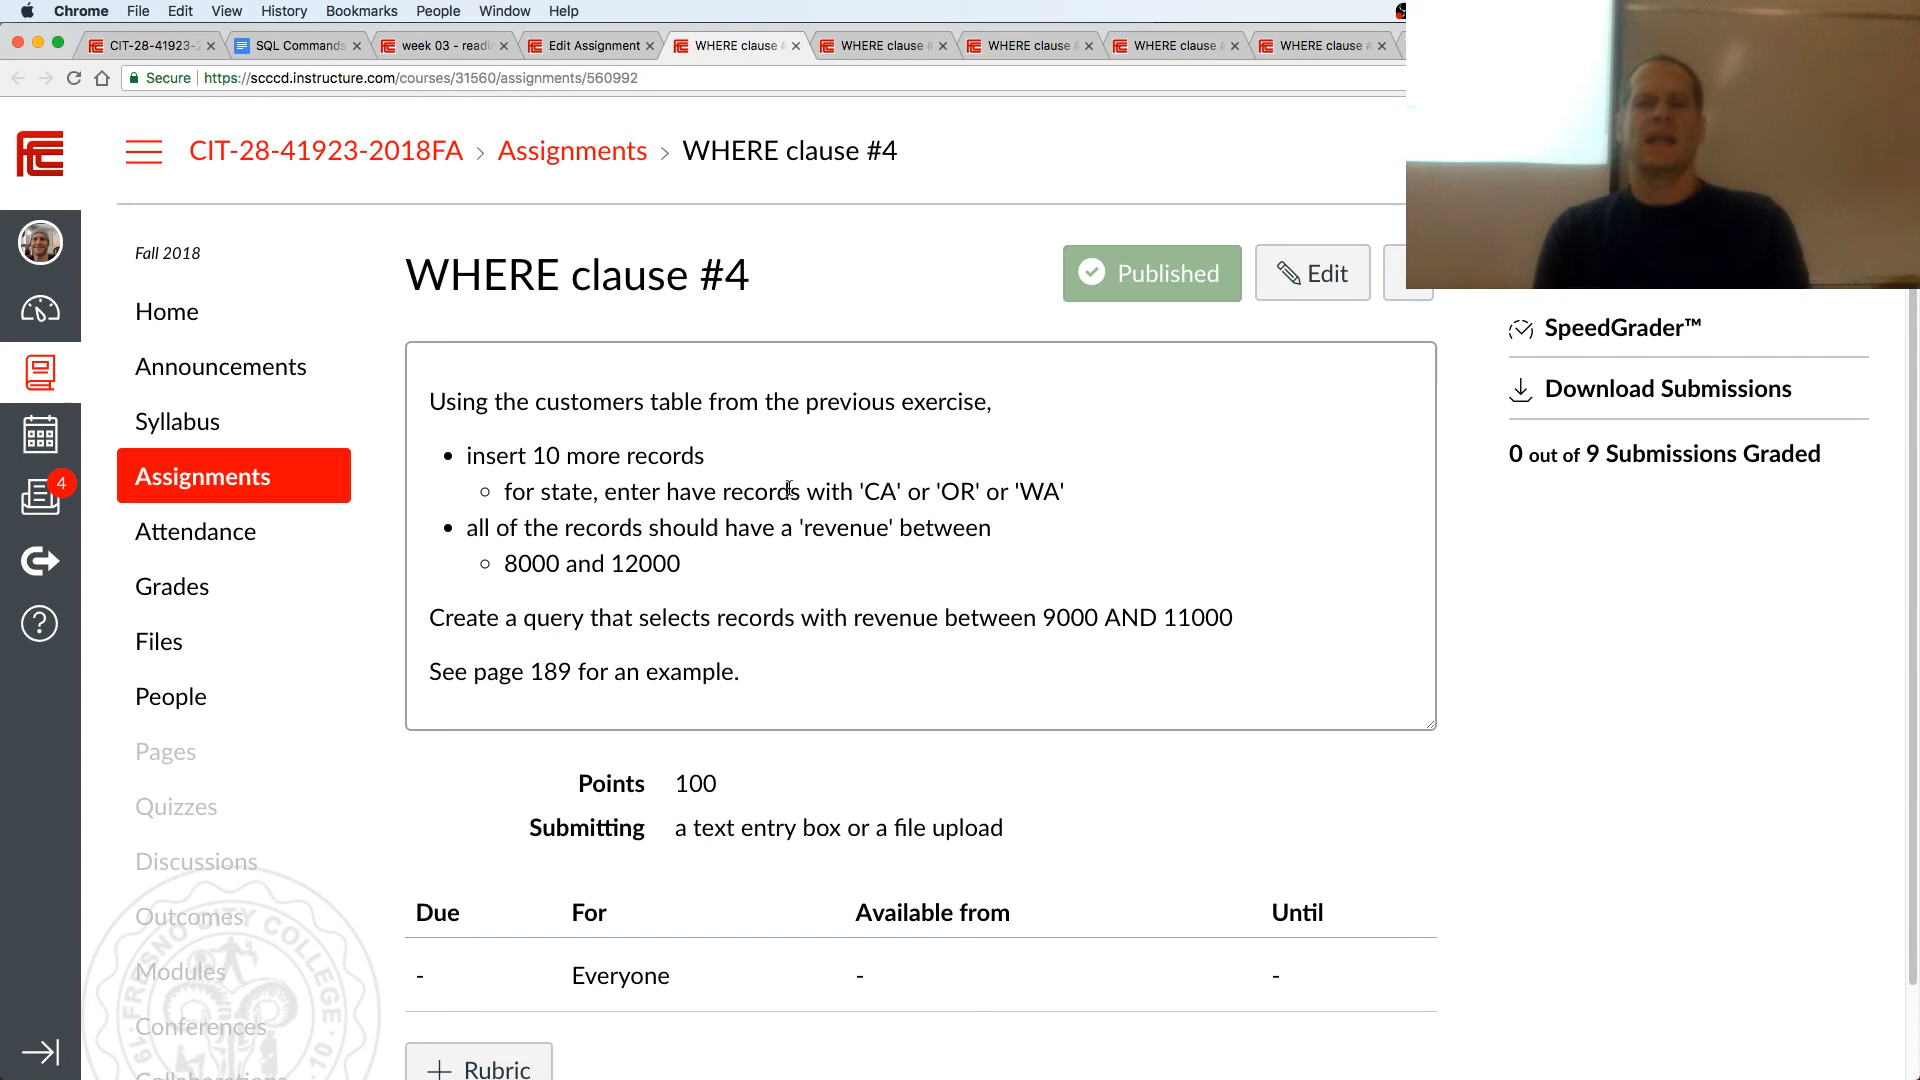 Chrome File Edit View History Bookmarks People Window Help
CIT-28-41923-2 SQL Commands week 03 - readi Edit Assignment WHERE clause # WHERE clause # WHERE clause # WHERE clause # WHERE clause #
Secure https://scccd.instructure.com/courses/31560/assignments/560992
CIT-28-41923-2018FA > Assignments > WHERE clause #4
Fall 2018
Home
Announcements
Syllabus
Assignments
4
Attendance
Grades
Files
People
Pages
Quizzes
Discussions
Outcomes
Modules
Conferences
WHERE clause #4
Published
Edit
Using the customers table from the previous exercise,
• insert 10 more records
◦ for state, enter have records with 'CA' or 'OR' or 'WA'
• all of the records should have a 'revenue' between
◦ 8000 and 12000
Create a query that selects records with revenue between 9000 AND 11000
See page 189 for an example.
Points 100
Submitting a text entry box or a file upload
Due For Available from Until
- Everyone - -
+ Rubric
SpeedGrader™
Download Submissions
0 out of 9 Submissions Graded
FRESNO CITY COLLEGE